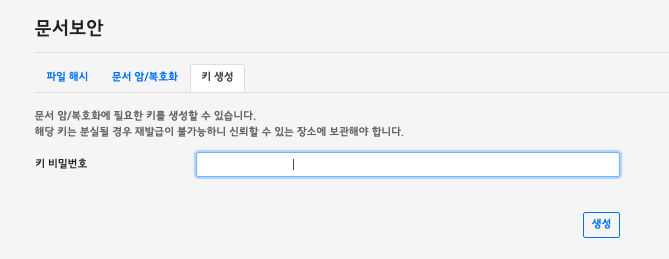 문서보안
파일 해시
문서 암/복호화
키 생성
문서 암/복호화에 필요한 키를 생성할 수 있습니다.
해당 키는 분실될 경우 재발급이 불가능하니 신뢰할 수 있는 장소에 보관해야 합니다.
키 비밀번호
생성